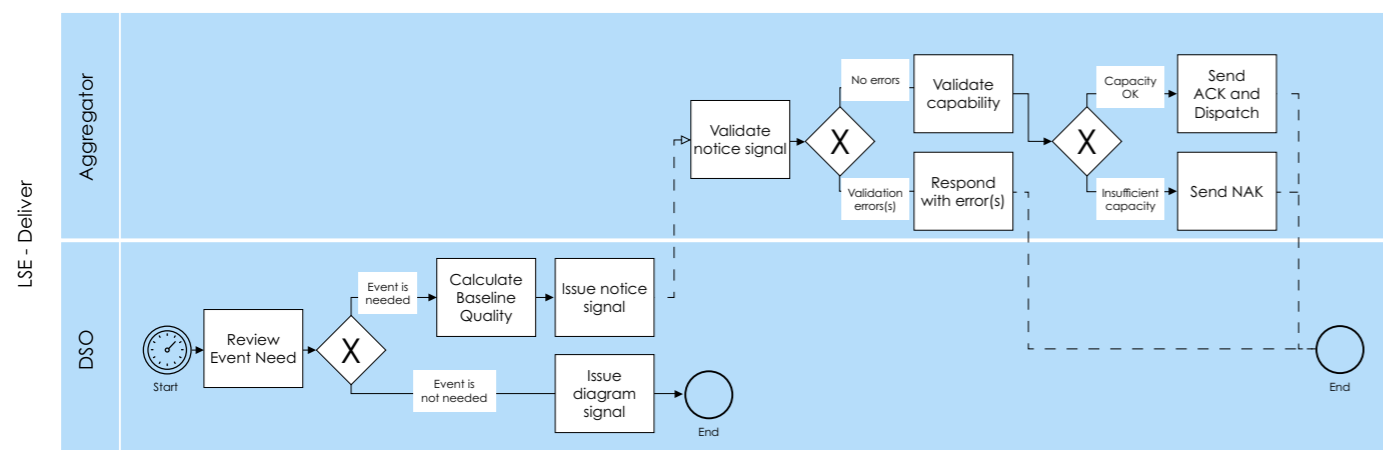 LSE - Deliver
Aggregator
Validate
notice signal
X
No errors
Validate
capability
Validation
errors(s)
Respond
with error(s)
X
Capacity
OK
Send
ACK and
Dispatch
Insufficient
capacity
Send NAK
DSO
Start
Review
Event Need
X
Event is
needed
Calculate
Baseline
Quality
Issue notice
signal
Event is
not needed
Issue
diagram
signal
End
End